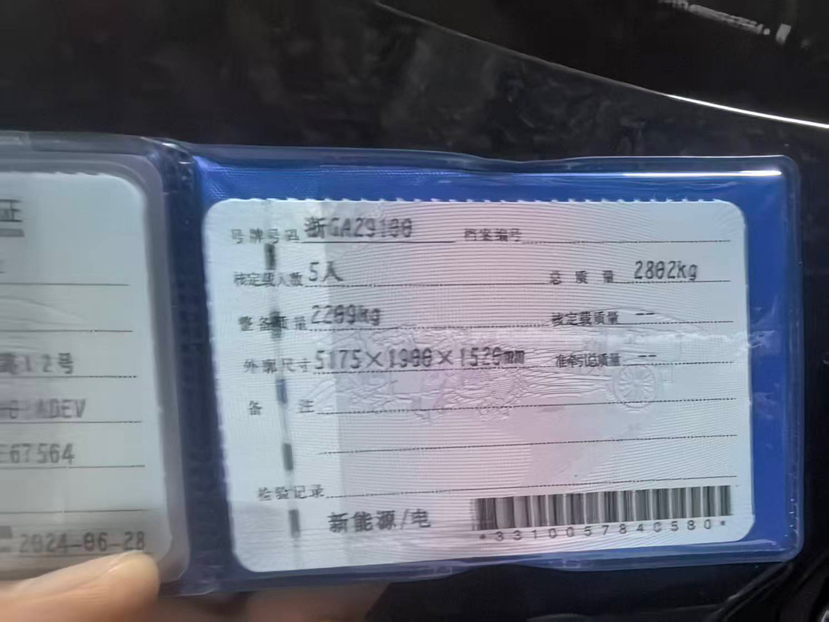 证
12号
ADEV
E67564
2024-06-28
号牌号码 浙GA29100 档案编号
核定载人数 5人 总质量 2802kg
整备质量 2209kg 核定载质量 --
外廓尺寸 5175×1900×1520mm 准牵引总质量 --
备注
检验记录
新能源/电
*3310057840580*